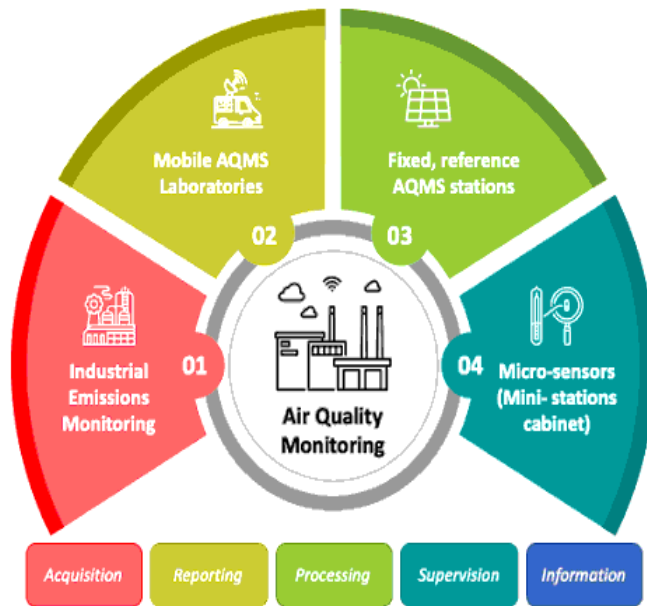 01
Industrial
Emissions
Monitoring
02
Mobile AQMS
Laboratories
03
Fixed, reference
AQMS stations
04
Micro-sensors
(Mini- stations
cabinet)
Air Quality
Monitoring
Acquisition
Reporting
Processing
Supervision
Information